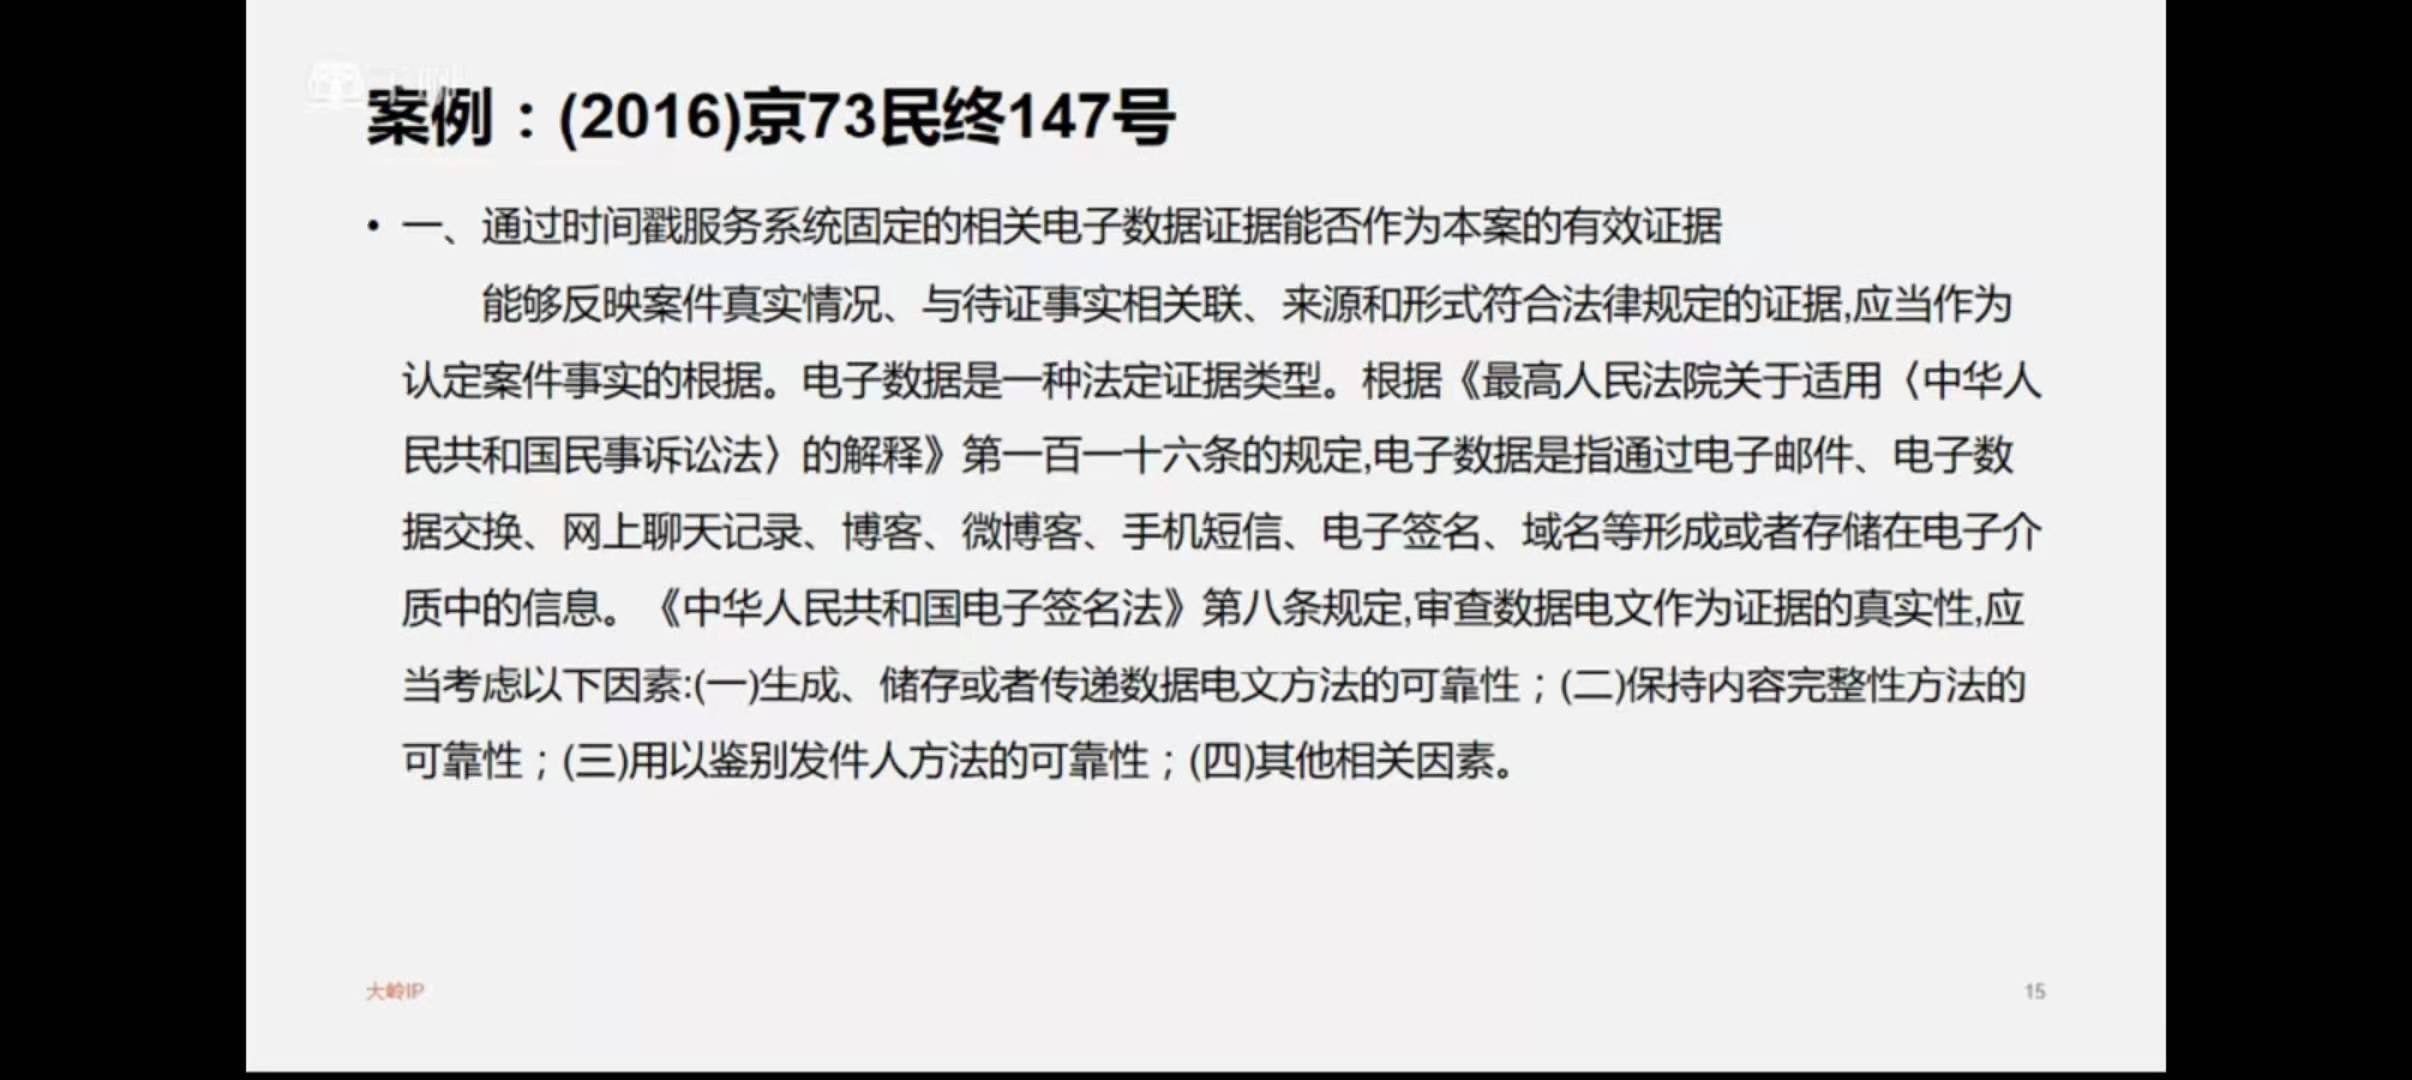 案例：(2016)京73民终147号
• 一、通过时间戳服务系统固定的相关电子数据证据能否作为本案的有效证据
能够反映案件真实情况、与待证事实相关联、来源和形式符合法律规定的证据,应当作为
认定案件事实的根据。电子数据是一种法定证据类型。根据《最高人民法院关于适用〈中华人
民共和国民事诉讼法〉的解释》第一百一十六条的规定,电子数据是指通过电子邮件、电子数
据交换、网上聊天记录、博客、微博客、手机短信、电子签名、域名等形成或者存储在电子介
质中的信息。《中华人民共和国电子签名法》第八条规定,审查数据电文作为证据的真实性,应
当考虑以下因素:(一)生成、储存或者传递数据电文方法的可靠性；(二)保持内容完整性方法的
可靠性；(三)用以鉴别发件人方法的可靠性；(四)其他相关因素。
大岭IP
15